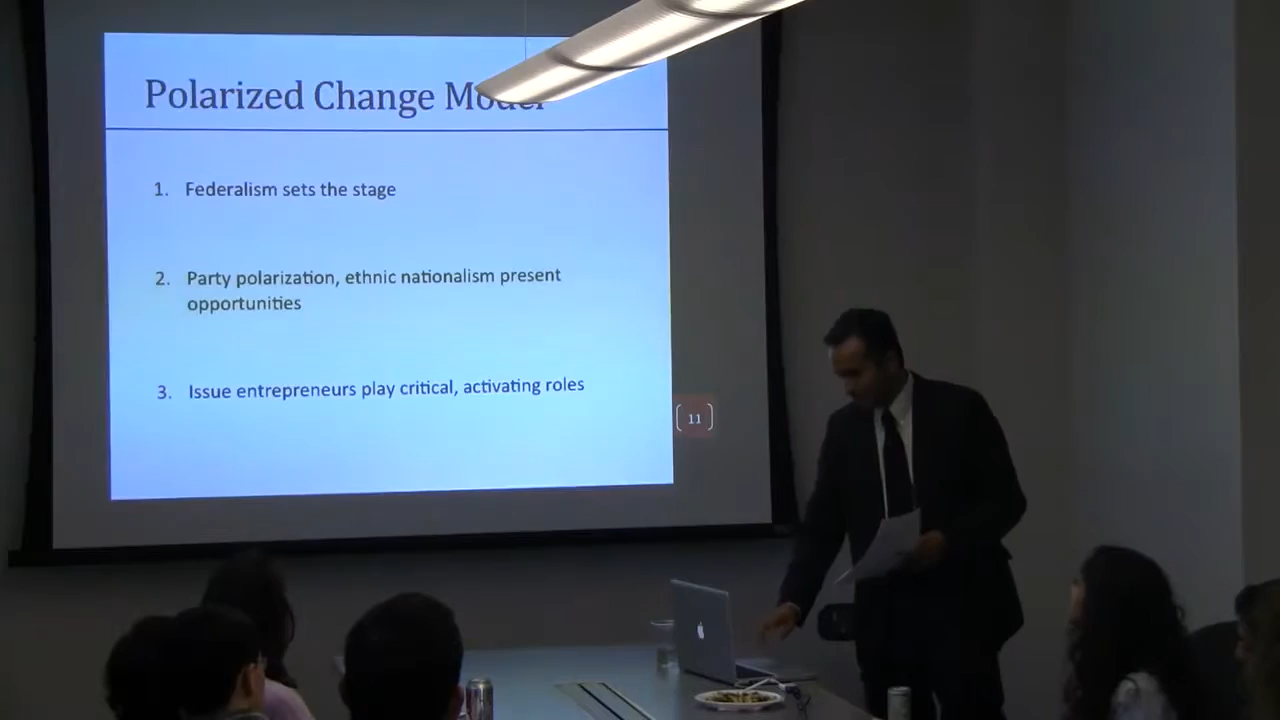 Polarized Change Model
1. Federalism sets the stage
2. Party polarization, ethnic nationalism present
opportunities
3. Issue entrepreneurs play critical, activating roles
11